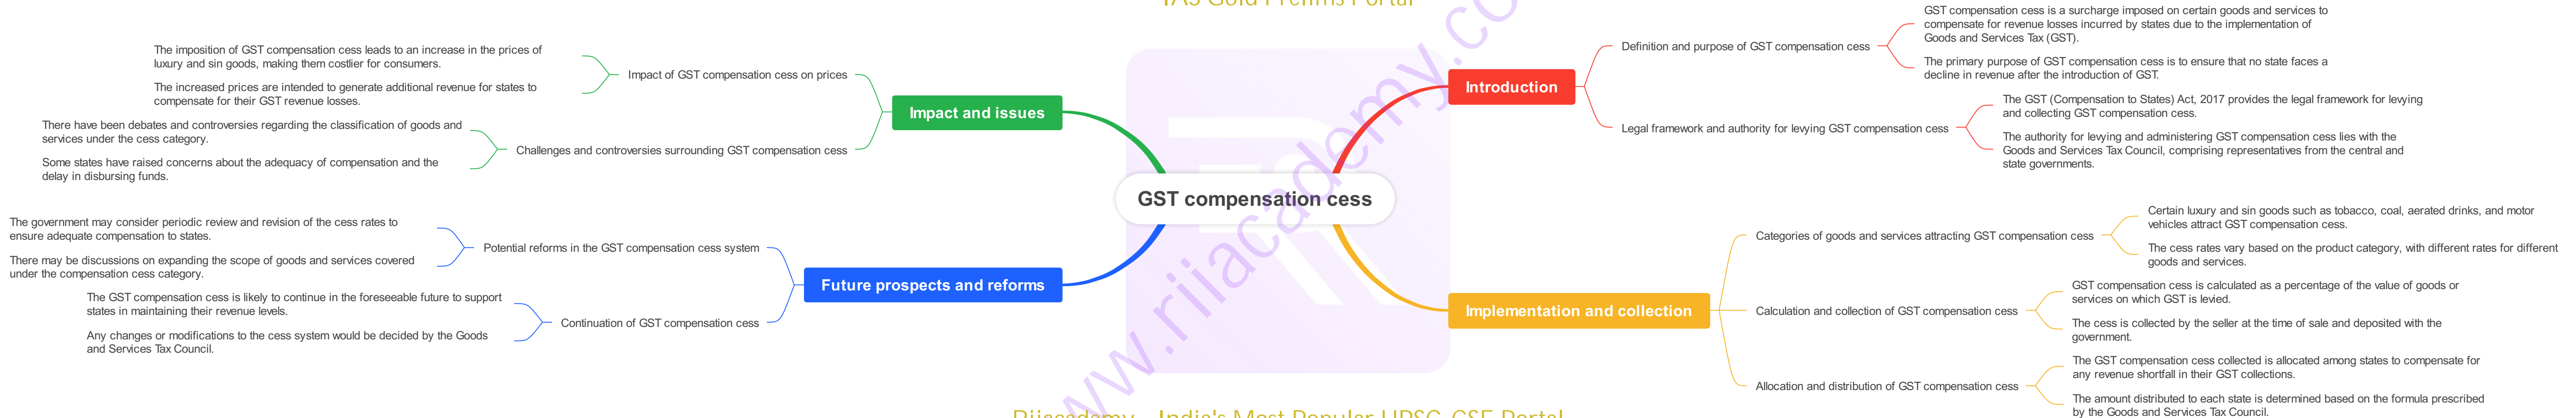 IAS Gold Prelims Portal
GST compensation cess
Introduction
Definition and purpose of GST compensation cess
GST compensation cess is a surcharge imposed on certain goods and services to
compensate for revenue losses incurred by states due to the implementation of
Goods and Services Tax (GST).
The primary purpose of GST compensation cess is to ensure that no state faces a
decline in revenue after the introduction of GST.
Legal framework and authority for levying GST compensation cess
The GST (Compensation to States) Act, 2017 provides the legal framework for levying
and collecting GST compensation cess.
The authority for levying and administering GST compensation cess lies with the
Goods and Services Tax Council, comprising representatives from the central and
state governments.
Implementation and collection
Categories of goods and services attracting GST compensation cess
Certain luxury and sin goods such as tobacco, coal, aerated drinks, and motor
vehicles attract GST compensation cess.
The cess rates vary based on the product category, with different rates for different
goods and services.
Calculation and collection of GST compensation cess
GST compensation cess is calculated as a percentage of the value of goods or
services on which GST is levied.
The cess is collected by the seller at the time of sale and deposited with the
government.
Allocation and distribution of GST compensation cess
The GST compensation cess collected is allocated among states to compensate for
any revenue shortfall in their GST collections.
The amount distributed to each state is determined based on the formula prescribed
by the Goods and Services Tax Council.
Impact and issues
Impact of GST compensation cess on prices
The imposition of GST compensation cess leads to an increase in the prices of
luxury and sin goods, making them costlier for consumers.
The increased prices are intended to generate additional revenue for states to
compensate for their GST revenue losses.
Challenges and controversies surrounding GST compensation cess
There have been debates and controversies regarding the classification of goods and
services under the cess category.
Some states have raised concerns about the adequacy of compensation and the
delay in disbursing funds.
Future prospects and reforms
Potential reforms in the GST compensation cess system
The government may consider periodic review and revision of the cess rates to
ensure adequate compensation to states.
There may be discussions on expanding the scope of goods and services covered
under the compensation cess category.
Continuation of GST compensation cess
The GST compensation cess is likely to continue in the foreseeable future to support
states in maintaining their revenue levels.
Any changes or modifications to the cess system would be decided by the Goods
and Services Tax Council.
www.rijiacademy.co
Rijiacademy - India's Most Popular UPSC-CSE Portal